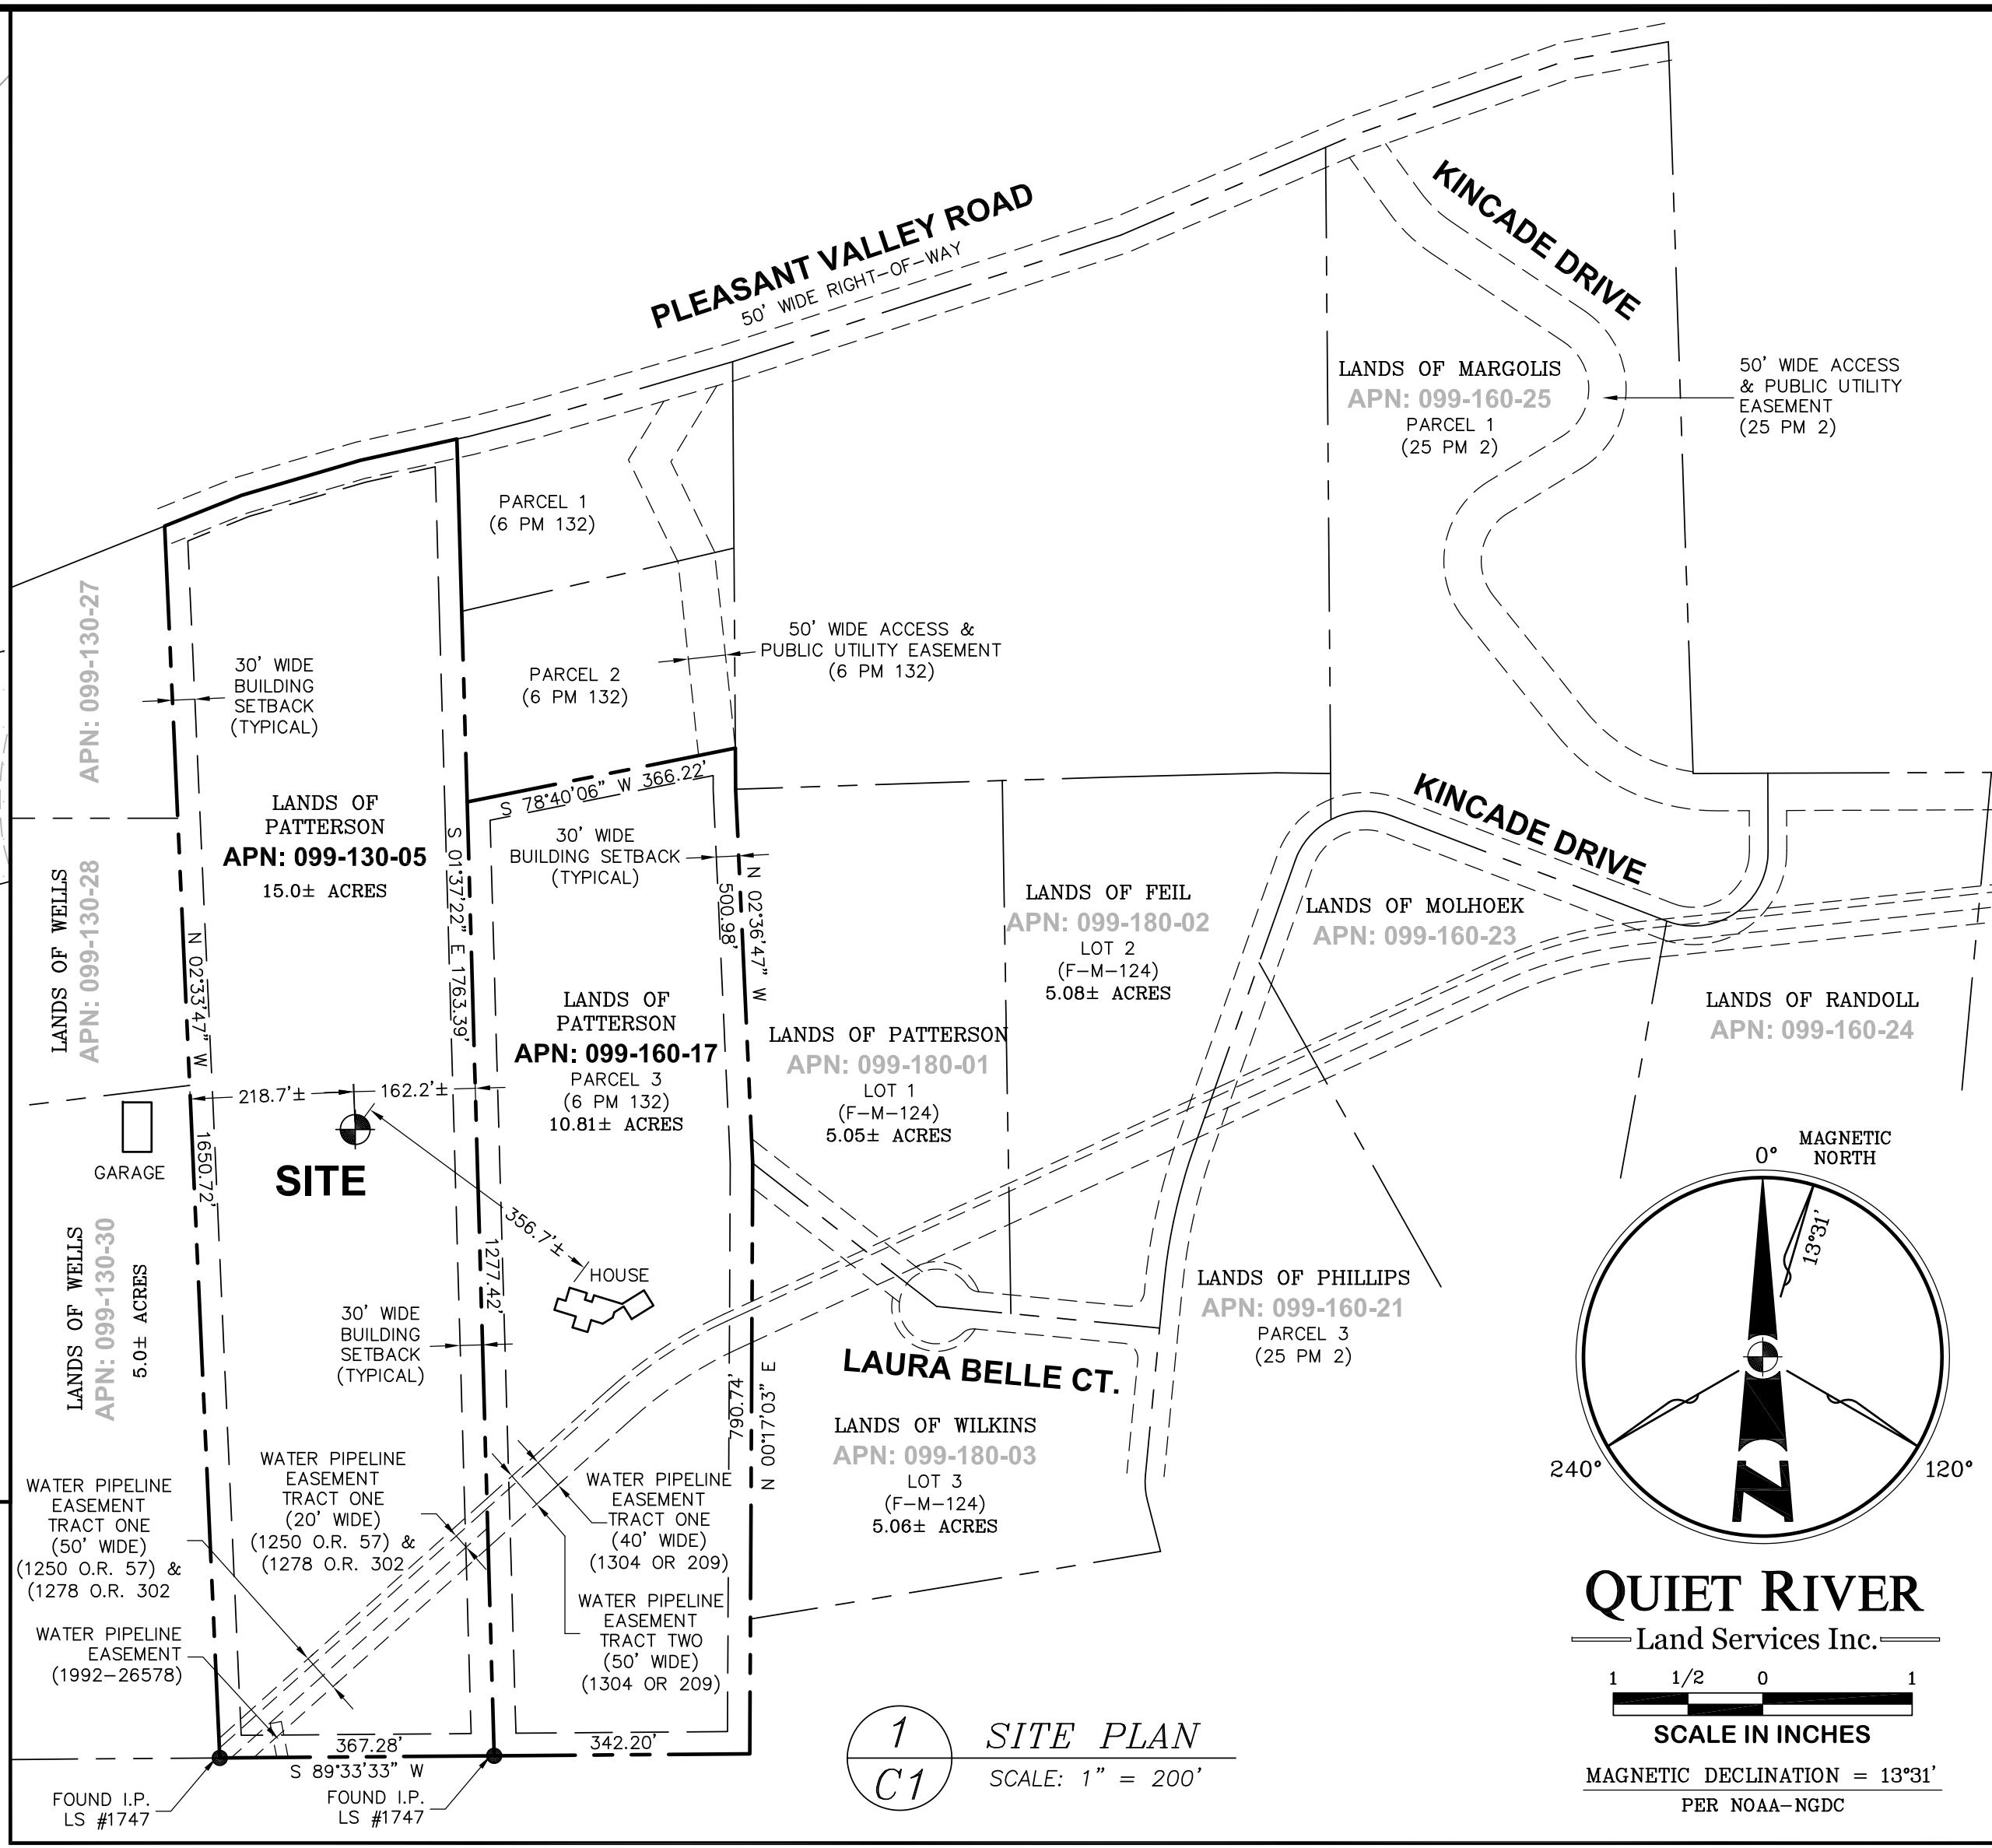 PLEASANT VALLEY ROAD
50' WIDE RIGHT-OF-WAY
KINCADE DRIVE
LANDS OF MARGOLIS
APN: 099-160-25
PARCEL 1
(25 PM 2)
50' WIDE ACCESS
& PUBLIC UTILITY
EASEMENT
(25 PM 2)
PARCEL 1
(6 PM 132)
APN: 099-130-27
30' WIDE
BUILDING
SETBACK
(TYPICAL)
PARCEL 2
(6 PM 132)
50' WIDE ACCESS &
PUBLIC UTILITY EASEMENT
(6 PM 132)
S 78°40'06" W 366.22'
KINCADE DRIVE
LANDS OF
PATTERSON
APN: 099-130-05
15.0± ACRES
S 01°37'22" E 1763.39'
30' WIDE
BUILDING SETBACK
(TYPICAL)
500.98'
N 02°36'47" W
LANDS OF WELLS
APN: 099-130-28
N 02°33'47" W
LANDS OF FEIL
APN: 099-180-02
LOT 2
(F-M-124)
5.08± ACRES
LANDS OF MOLHOEK
APN: 099-160-23
LANDS OF RANDOLL
APN: 099-160-24
LANDS OF
PATTERSON
APN: 099-160-17
PARCEL 3
(6 PM 132)
10.81± ACRES
LANDS OF PATTERSON
APN: 099-180-01
LOT 1
(F-M-124)
5.05± ACRES
218.7'±
162.2'±
GARAGE
1650.72'
SITE
356.7'±
HOUSE
1277.42'
LANDS OF WELLS
APN: 099-130-30
5.0± ACRES
30' WIDE
BUILDING
SETBACK
(TYPICAL)
LANDS OF PHILLIPS
APN: 099-160-21
PARCEL 3
(25 PM 2)
LAURA BELLE CT.
790.74'
N 00°17'03" E
LANDS OF WILKINS
APN: 099-180-03
LOT 3
(F-M-124)
5.06± ACRES
WATER PIPELINE
EASEMENT
TRACT ONE
(50' WIDE)
(1250 O.R. 57) &
(1278 O.R. 302
WATER PIPELINE
EASEMENT
TRACT ONE
(20' WIDE)
(1250 O.R. 57) &
(1278 O.R. 302
WATER PIPELINE
EASEMENT
TRACT ONE
(40' WIDE)
(1304 OR 209)
WATER PIPELINE
EASEMENT
TRACT TWO
(50' WIDE)
(1304 OR 209)
WATER PIPELINE
EASEMENT
(1992-26578)
367.28'
342.20'
S 89°33'33" W
FOUND I.P.
LS #1747
FOUND I.P.
LS #1747
1
C1
SITE PLAN
SCALE: 1" = 200'
0°
MAGNETIC
NORTH
13°31'
240°
120°
N
QUIET RIVER
Land Services Inc.
1 1/2 0 1
SCALE IN INCHES
MAGNETIC DECLINATION = 13°31'
PER NOAA-NGDC